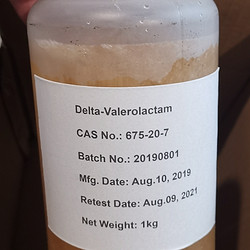 Delta-Valerolactam
CAS No.: 675-20-7
Batch No.: 20190801
Mfg. Date: Aug.10, 2019
Retest Date: Aug.09, 2021
Net Weight: 1kg